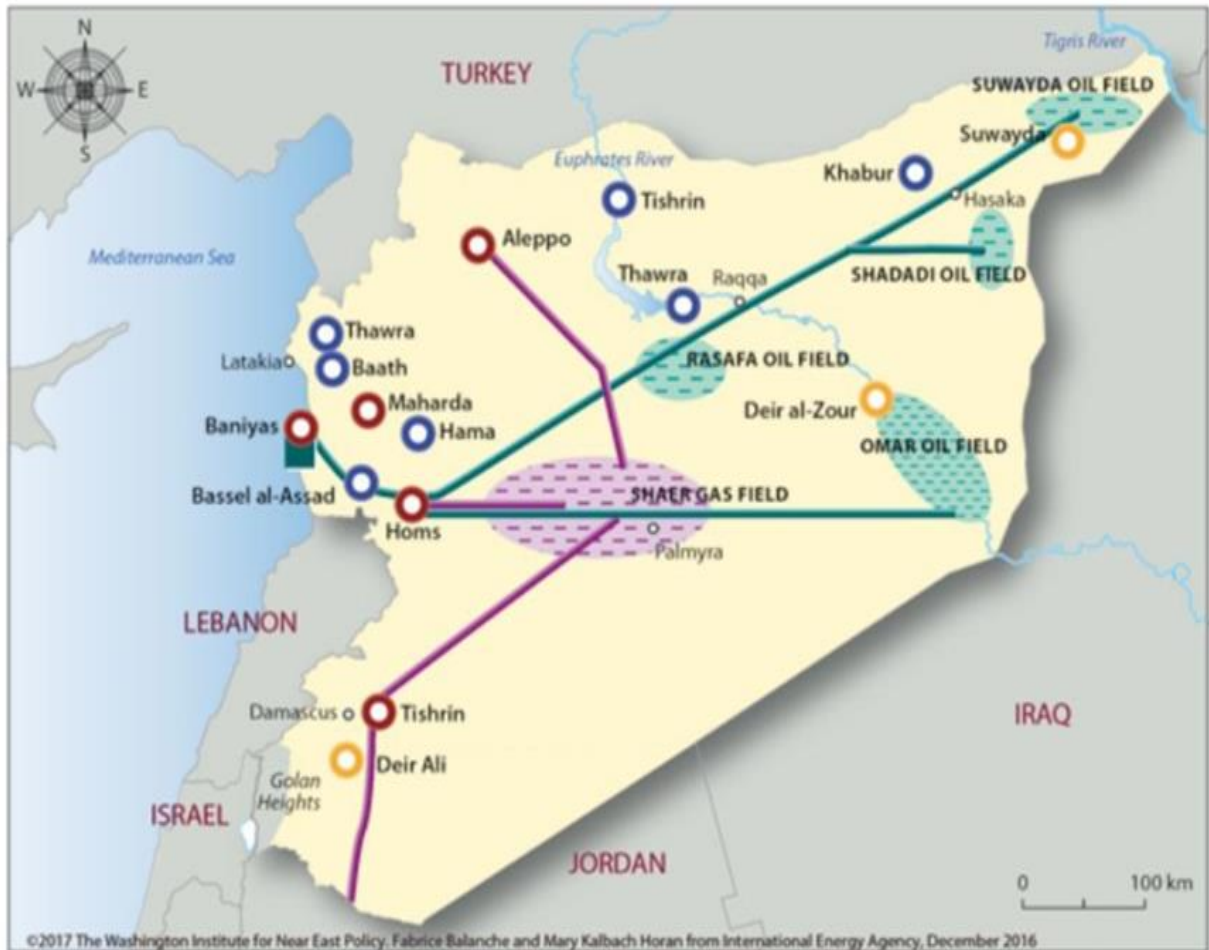 N
W
E
S
TURKEY
Tigris River
SUWAYDA OIL FIELD
Suwayda
Euphrates River
Khabur
Tishrin
Hasaka
Aleppo
Mediterranean Sea
Thawra
Raqqa
SHADADI OIL FIELD
Thawra
Latakia
Baath
RASAFA OIL FIELD
Maharda
Deir al-Zour
Baniyas
Hama
OMAR OIL FIELD
Bassel al-Assad
SHAER GAS FIELD
Homs
Palmyra
LEBANON
Damascus
Tishrin
IRAQ
Deir Ali
Golan
Heights
ISRAEL
JORDAN
0
100 km
©2017 The Washington Institute for Near East Policy. Fabrice Balanche and Mary Kalbach Horan from International Energy Agency, December 2016